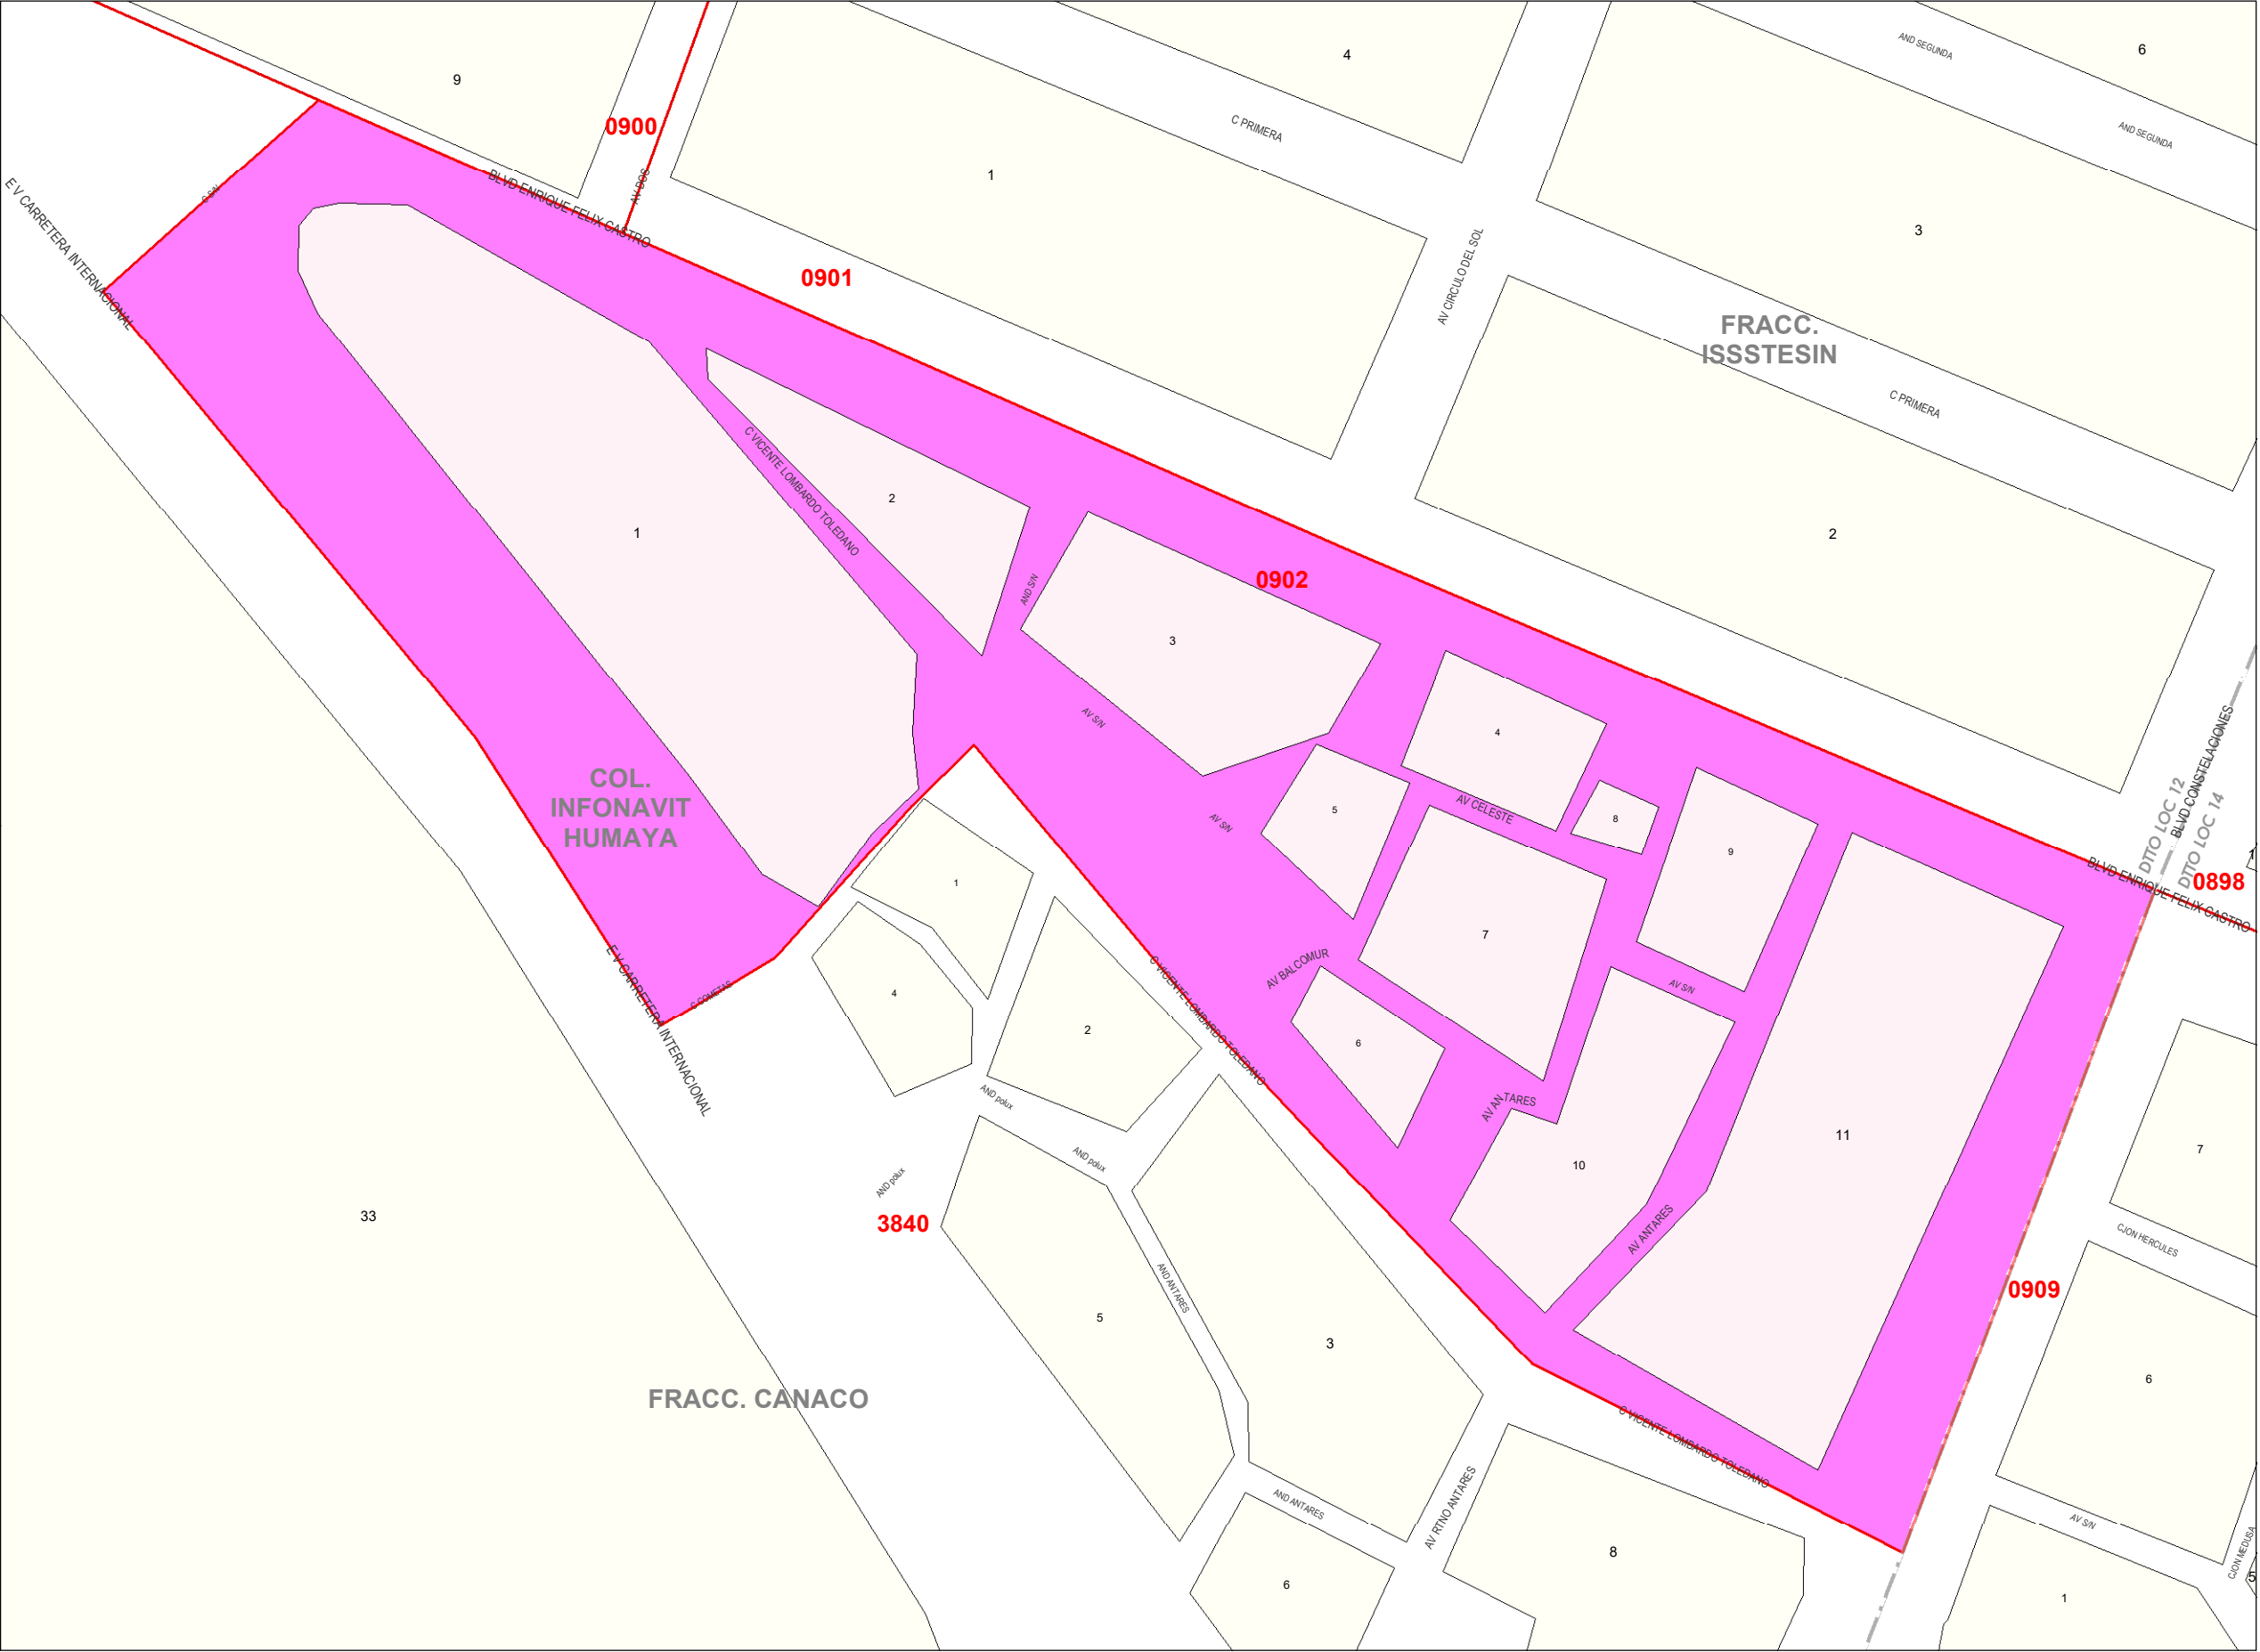 9
4
6
AND SEGUNDA
AND SEGUNDA
0900
C PRIMERA
1
C S/N
BLVD ENRIQUE FELIX CASTRO
AV DOS
E V CARRETERA INTERNACIONAL
0901
AV CIRCULO DEL SOL
3
FRACC.
ISSSTESIN
C PRIMERA
C VICENTE LOMBARDO TOLEDANO
2
1
2
0902
AND S/N
3
AV S/N
4
BLVD CONSTELACIONES
DTTO LOC 12
DTTO LOC 14
COL.
INFONAVIT
HUMAYA
AV S/N
5
AV CELESTE
8
9
1
BLVD ENRIQUE FELIX CASTRO
0898
1
7
4
AV BALCOMUR
AV S/N
C COMETAS
E V CARRETERA INTERNACIONAL
2
C VICENTE LOMBARDO TOLEDANO
6
AND polux
AV ANTARES
11
7
10
AND polux
AND polux
33
3840
AV ANTARES
CJON HERCULES
0909
AND ANTARES
5
3
6
FRACC. CANACO
C VICENTE LOMBARDO TOLEDANO
AND ANTARES
AV RTNO ANTARES
AV S/N
CJON MEDUSA
8
6
1
5